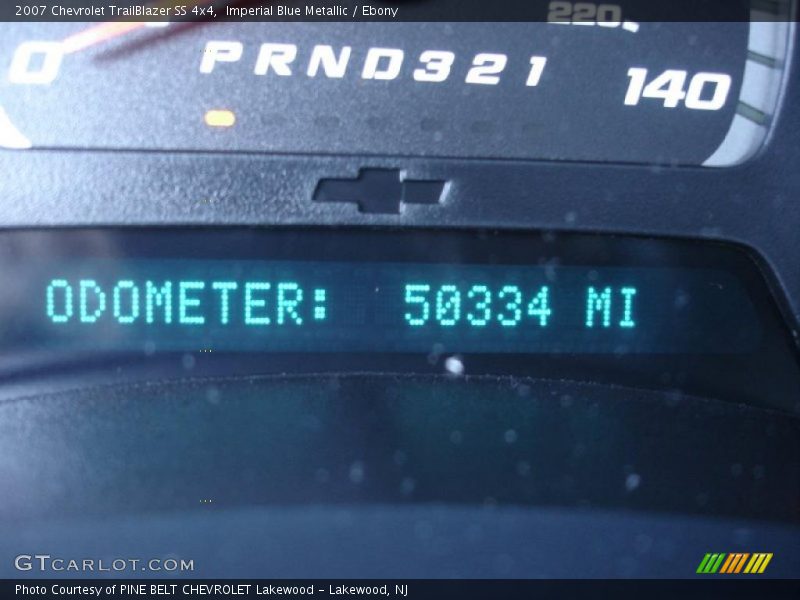 2007 Chevrolet TrailBlazer SS 4x4,  Imperial Blue Metallic / Ebony
220
0 PRND321 140
ODOMETER: 50334 MI
GTCARLOT.COM
Photo Courtesy of PINE BELT CHEVROLET Lakewood - Lakewood, NJ